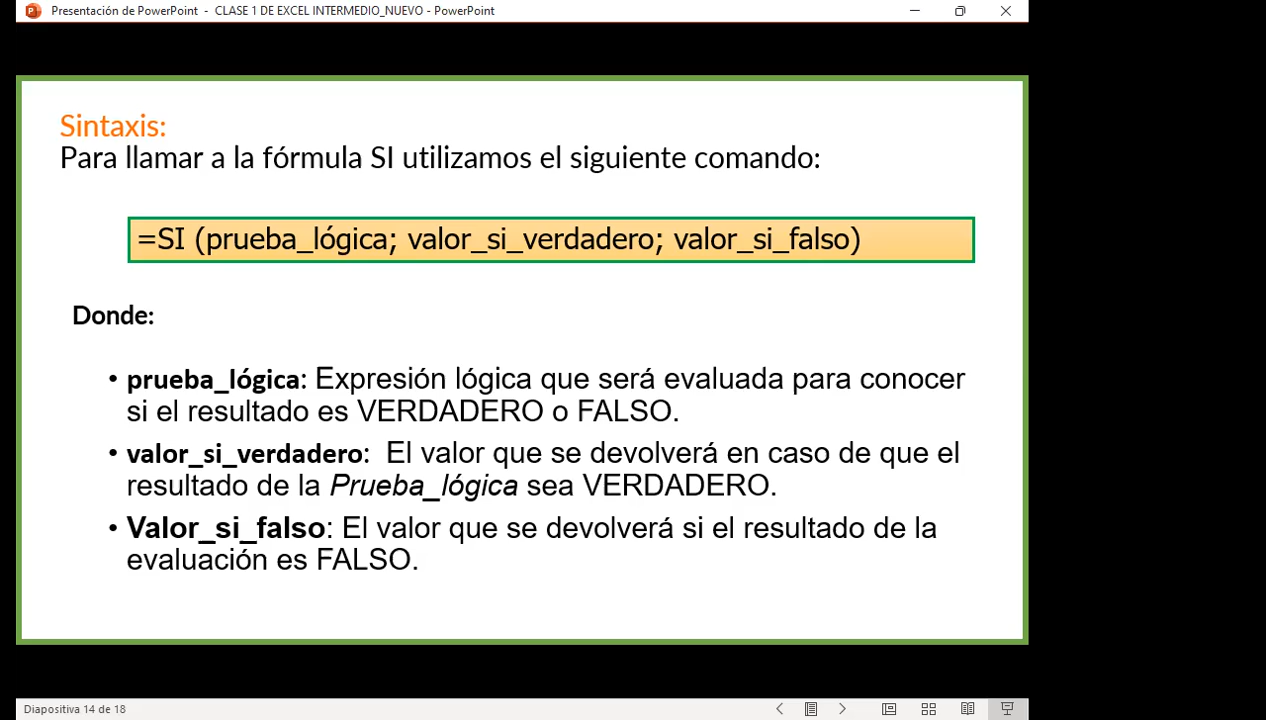 Presentación de PowerPoint - CLASE 1 DE EXCEL INTERMEDIO_NUEVO - PowerPoint
Sintaxis:
Para llamar a la fórmula SI utilizamos el siguiente comando:
=SI (prueba_lógica; valor_si_verdadero; valor_si_falso)
Donde:
• prueba_lógica: Expresión lógica que será evaluada para conocer
si el resultado es VERDADERO o FALSO.
• valor_si_verdadero: El valor que se devolverá en caso de que el
resultado de la Prueba_lógica sea VERDADERO.
• Valor_si_falso: El valor que se devolverá si el resultado de la
evaluación es FALSO.
Diapositiva 14 de 18